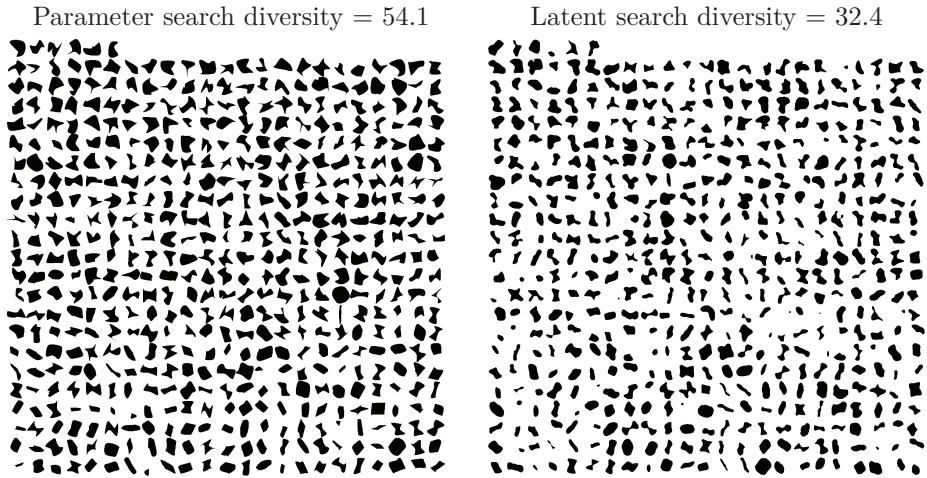 Parameter search diversity = 54.1
Latent search diversity = 32.4